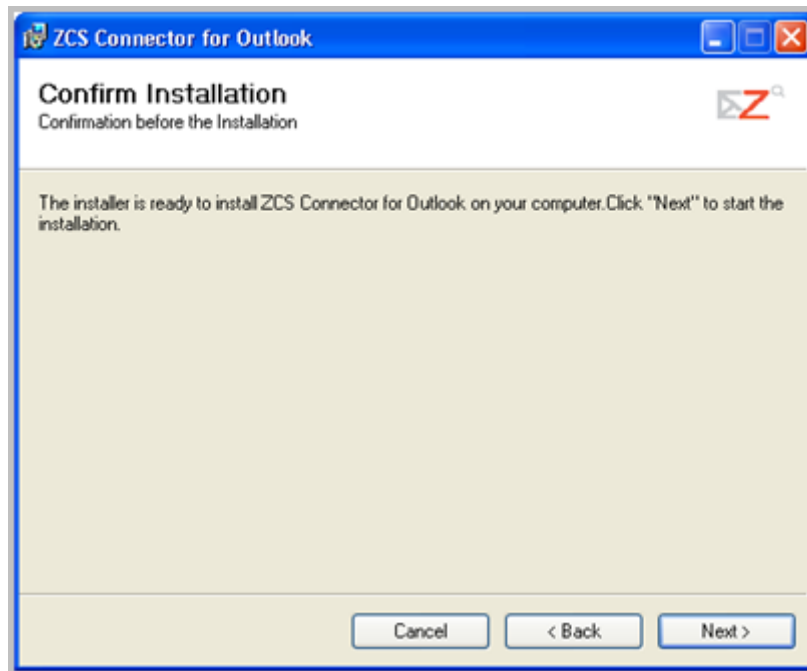 ZCS Connector for Outlook
Confirm Installation
Confirmation before the Installation
Z
The installer is ready to install ZCS Connector for Outlook on your computer.Click "Next" to start the
installation.
Cancel
< Back
Next >